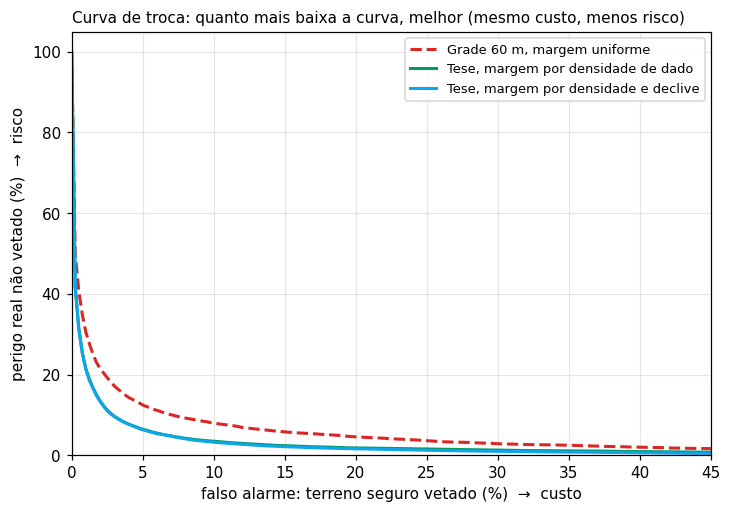 Curva de troca: quanto mais baixa a curva, melhor (mesmo custo, menos risco)
Grade 60 m, margem uniforme
Tese, margem por densidade de dado
Tese, margem por densidade e declive
perigo real não vetado (%) → risco
100
80
60
40
20
0
0 5 10 15 20 25 30 35 40 45
falso alarme: terreno seguro vetado (%) → custo